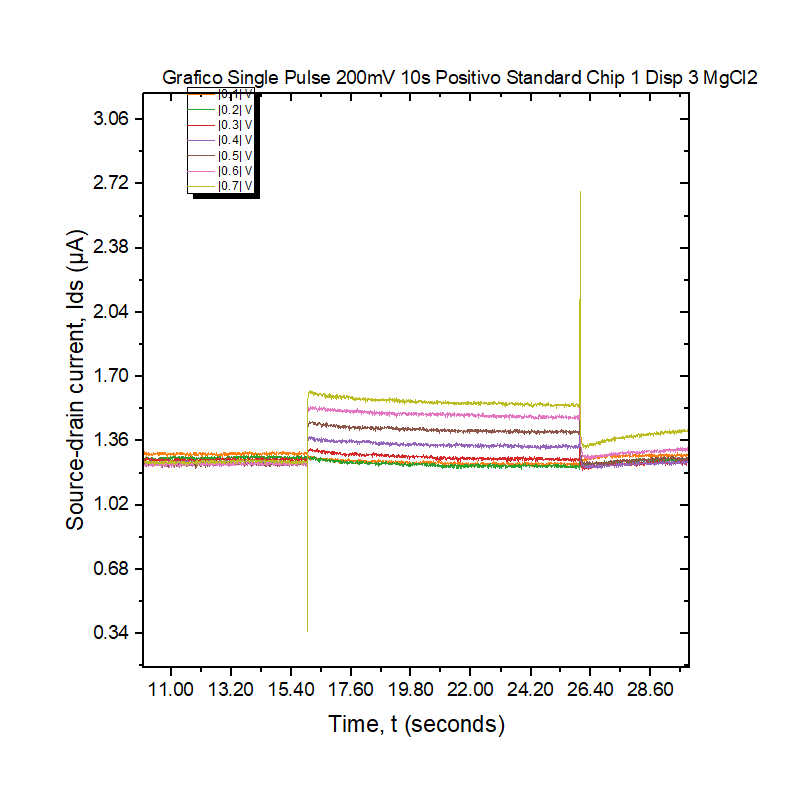 Grafico Single Pulse 200mV 10s Positivo Standard Chip 1 Disp 3 MgCl2
|0.1| V
|0.2| V
|0.3| V
|0.4| V
|0.5| V
|0.6| V
|0.7| V
3.06
2.72
2.38
2.04
1.70
1.36
1.02
0.68
0.34
Source-drain current, Ids (µA)
11.00 13.20 15.40 17.60 19.80 22.00 24.20 26.40 28.60
Time, t (seconds)